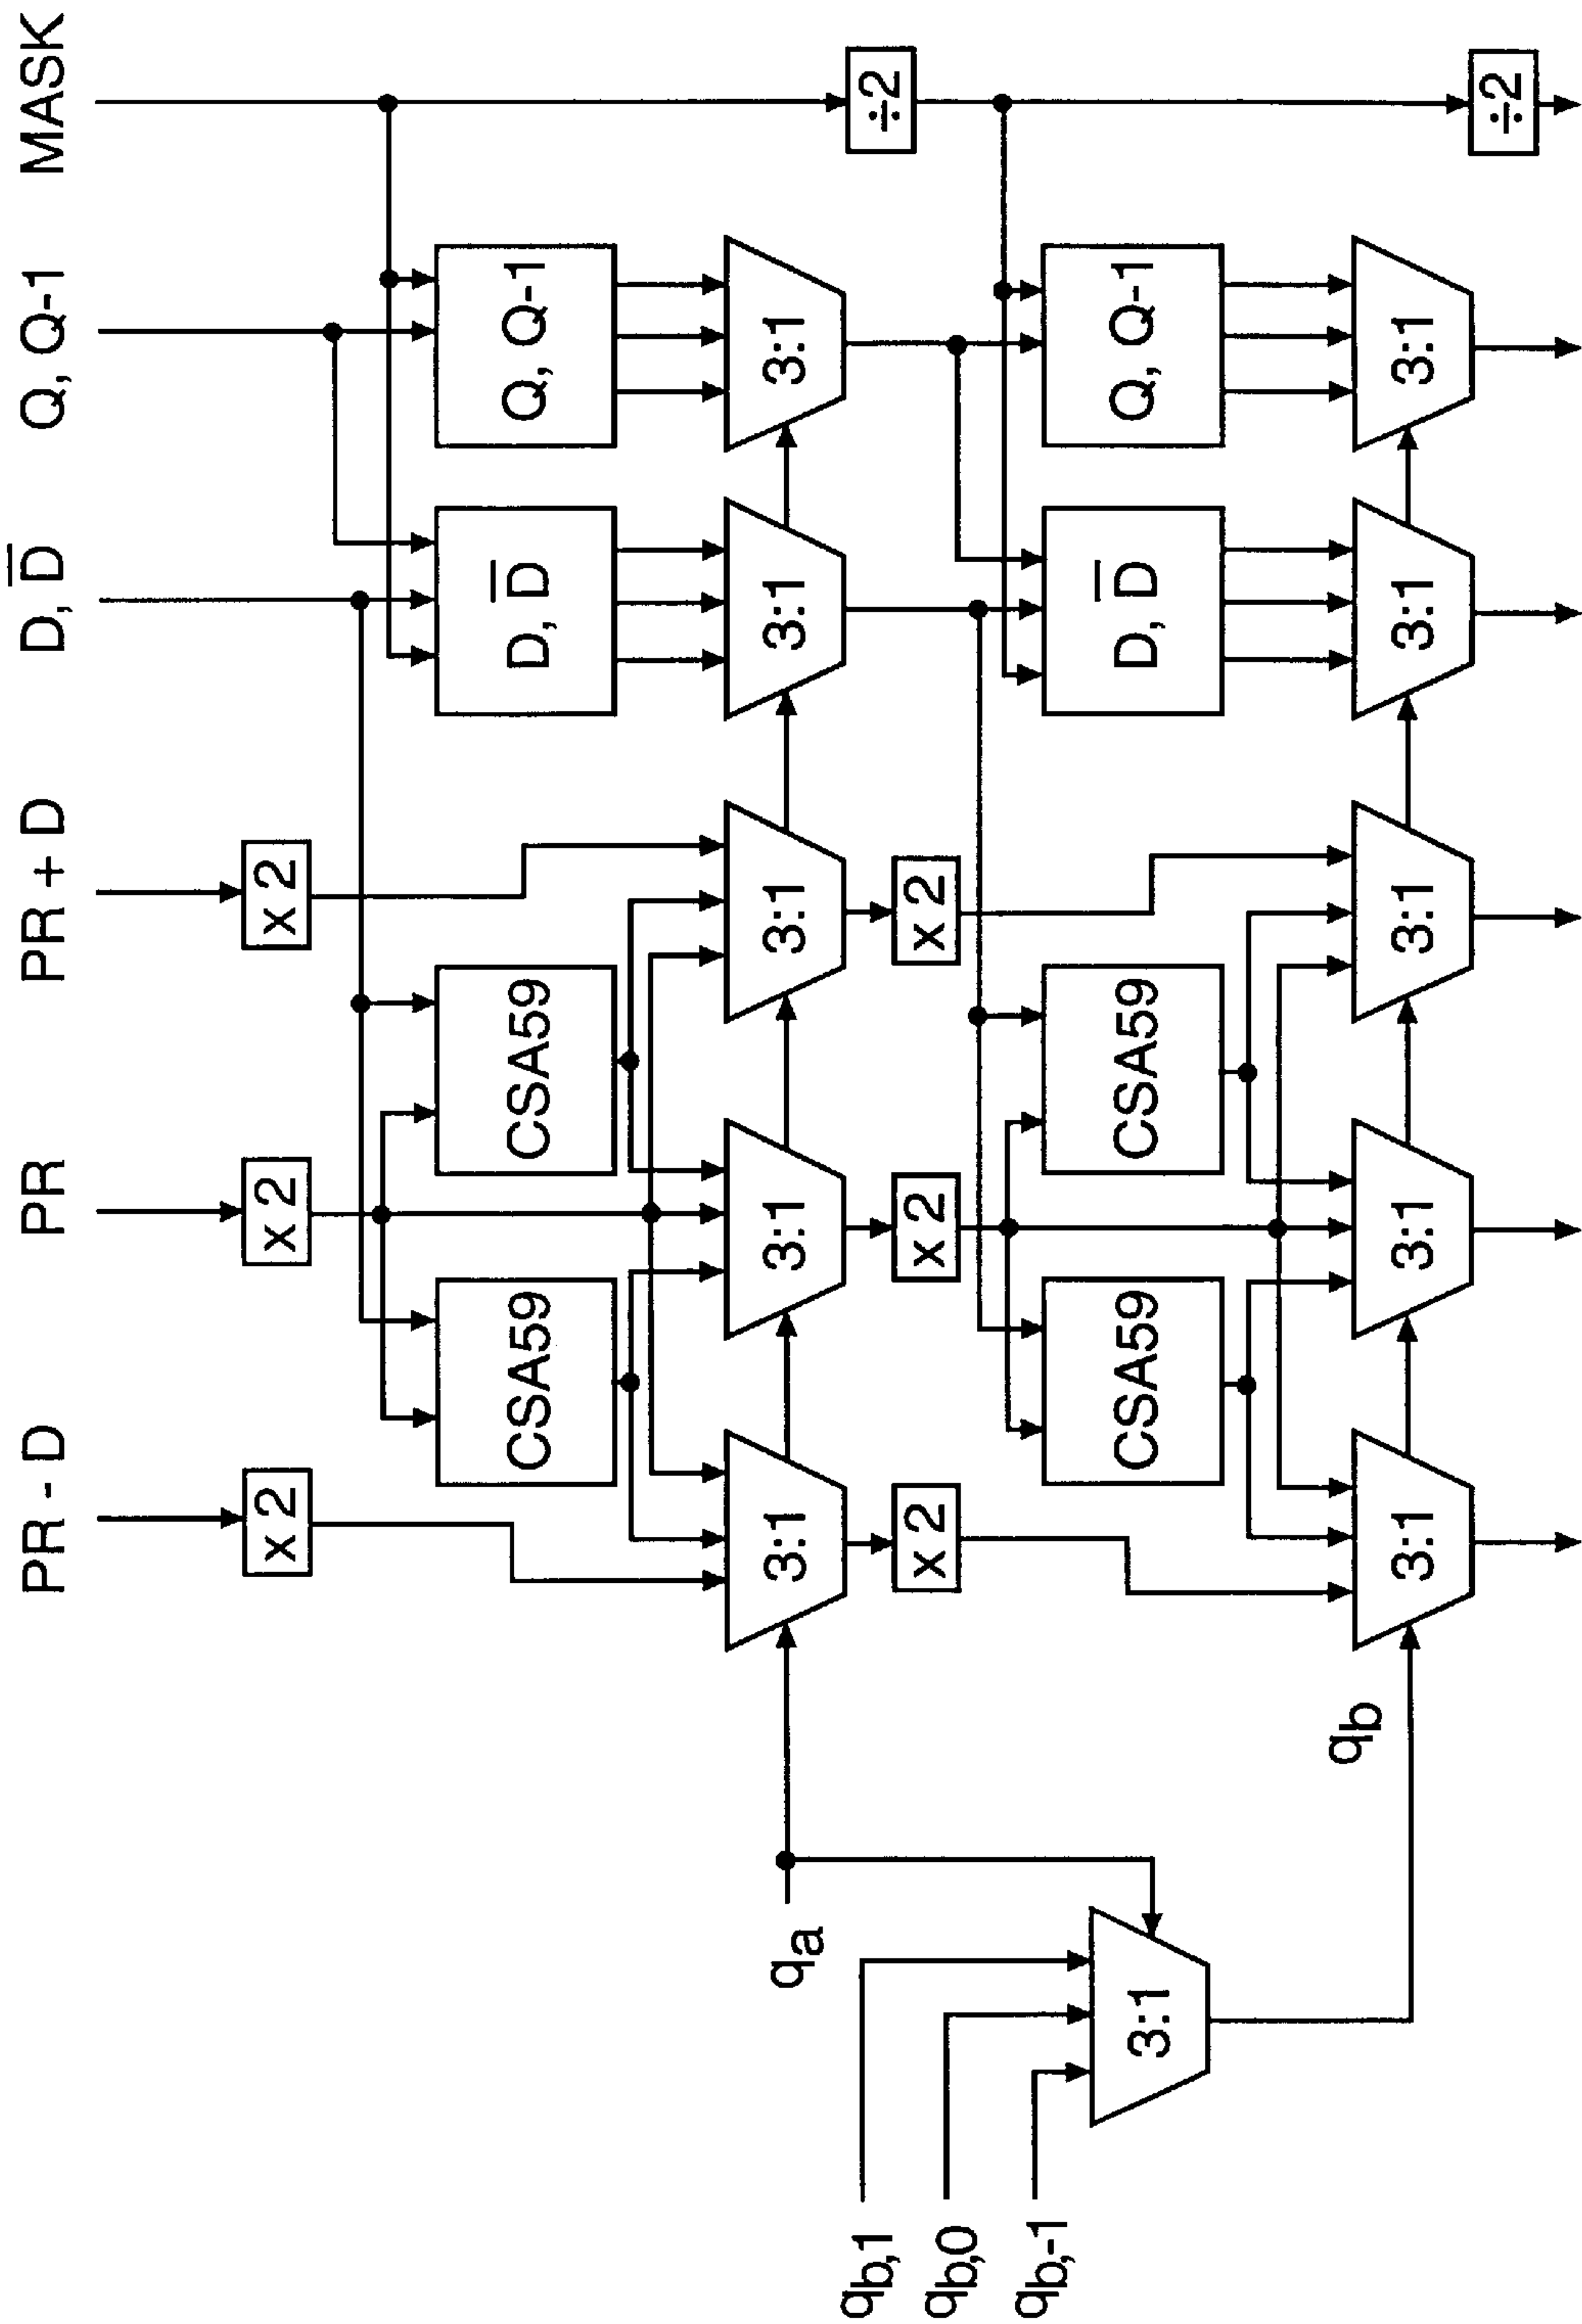 PR - D
PR
PR + D
D, D̅
Q, Q-1
MASK
x 2
x 2
x 2
CSA59
CSA59
D, D̅
Q, Q-1
qa
3:1
3:1
3:1
3:1
3:1
÷2
qb,1
qb,0
qb,-1
x 2
x 2
x 2
3:1
CSA59
CSA59
D, D̅
Q, Q-1
qb
3:1
3:1
3:1
3:1
3:1
÷2